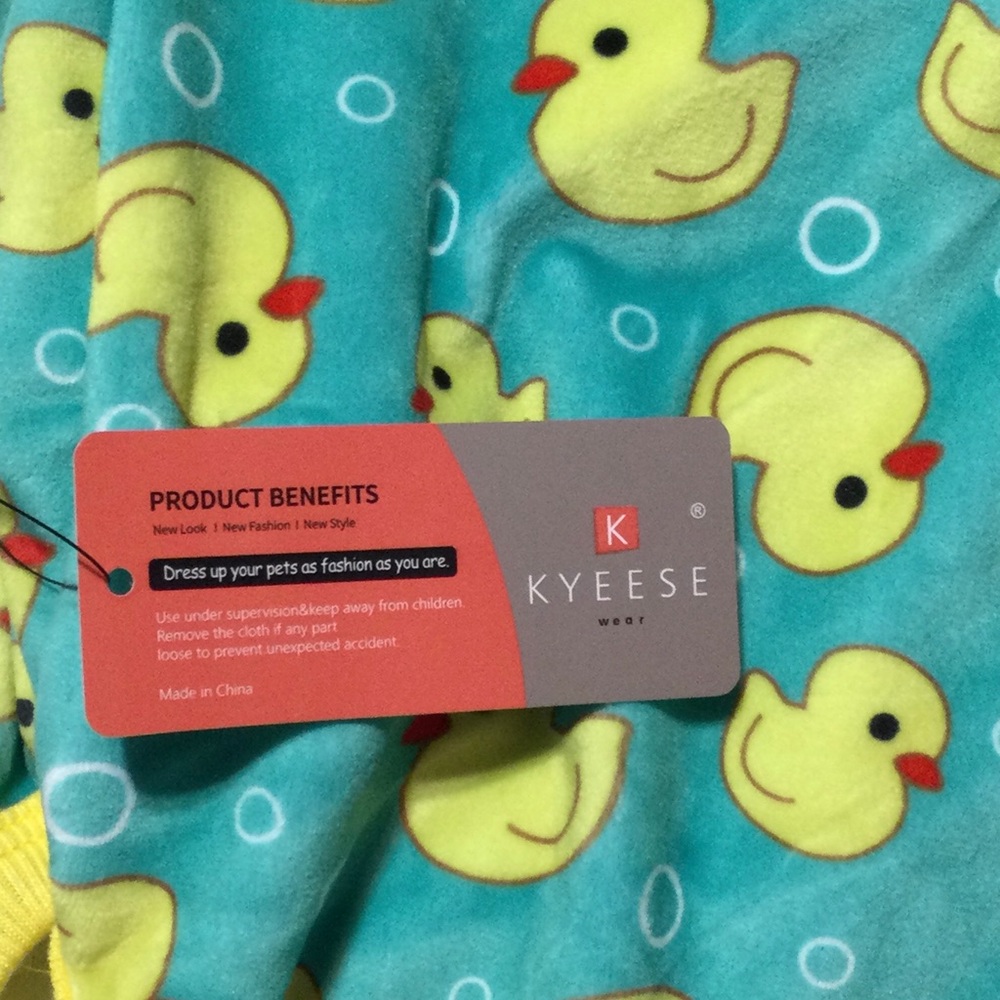 PRODUCT BENEFITS
New Look I New Fashion I New Style
Dress up your pets as fashion as you are.
Use under supervision&keep away from children.
Remove the cloth if any part
loose to prevent unexpected accident.
Made in China
K
®
KYEESE
wear